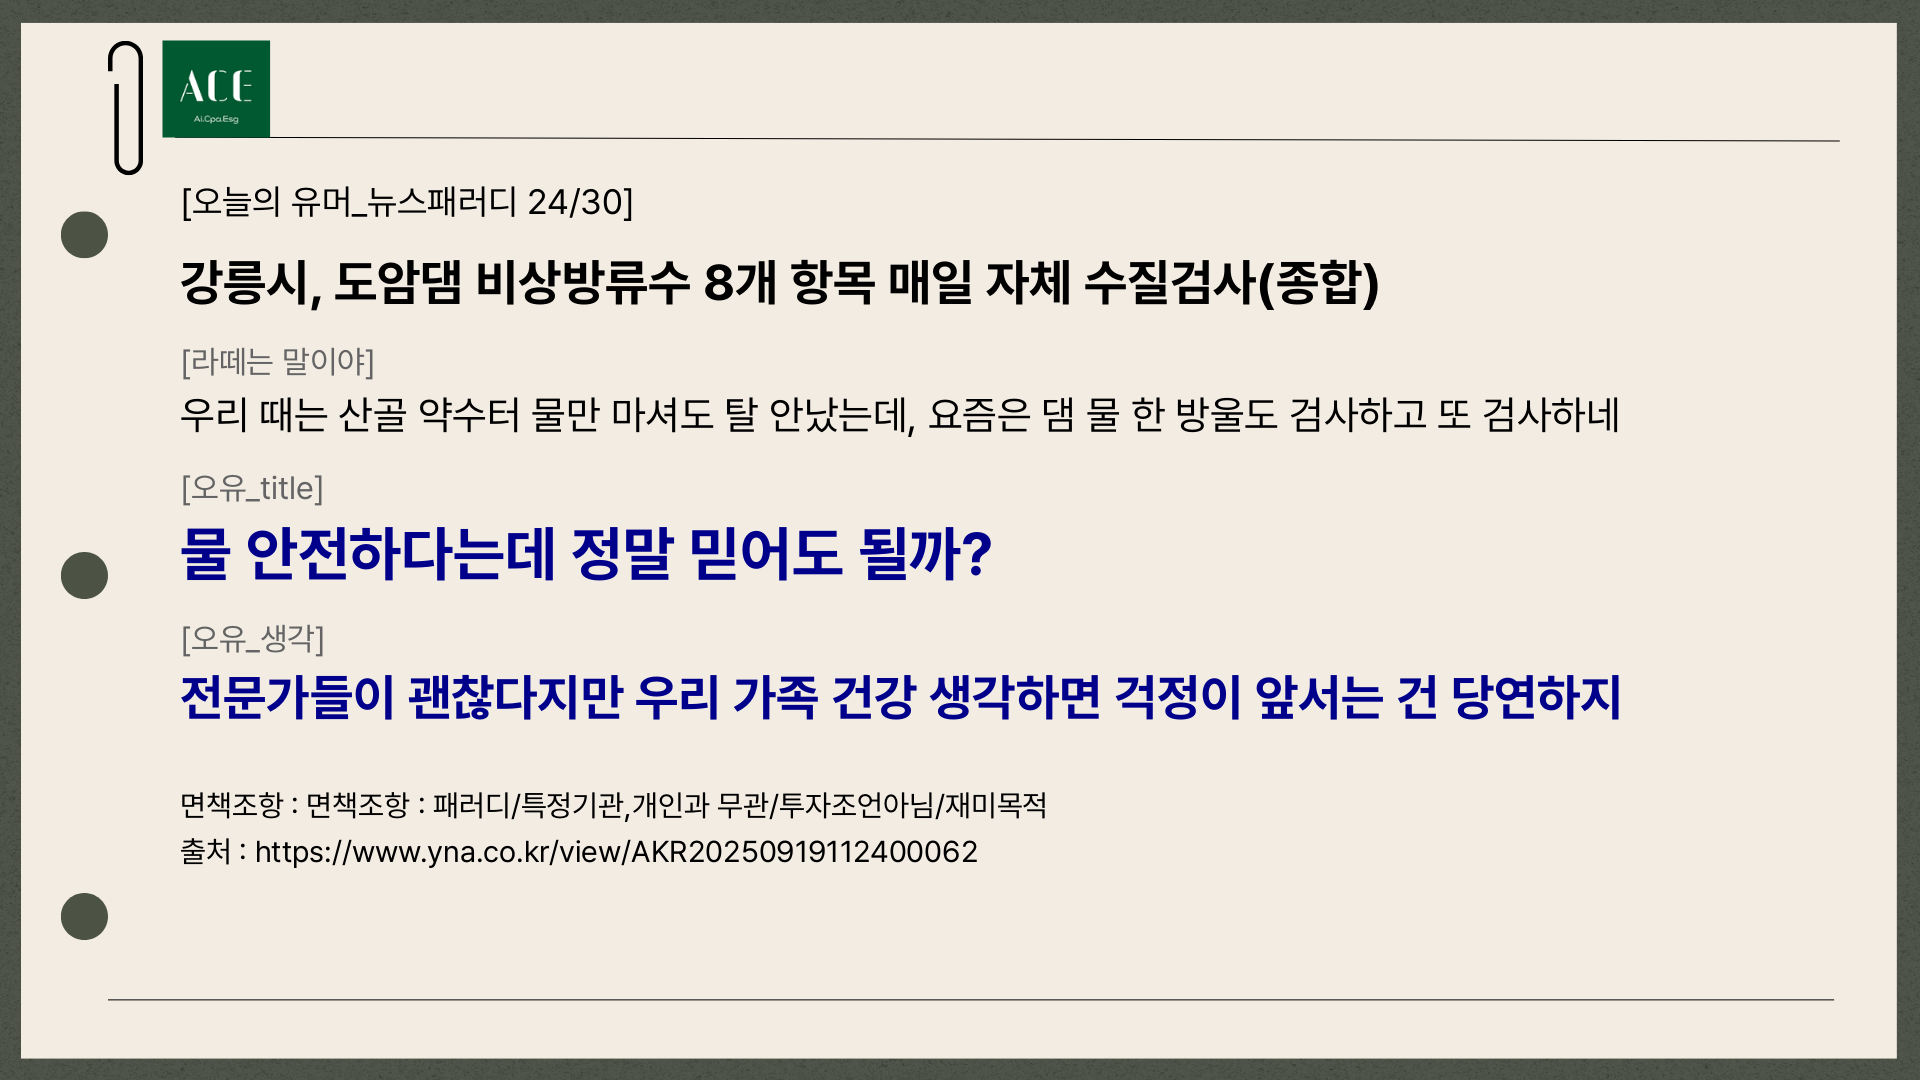 ACE
Ai.Cpa.Esg
[오늘의 유머_뉴스패러디 24/30]
강릉시, 도암댐 비상방류수 8개 항목 매일 자체 수질검사(종합)
[라떼는 말이야]
우리 때는 산골 약수터 물만 마셔도 탈 안났는데, 요즘은 댐 물 한 방울도 검사하고 또 검사하네
[오유_title]
물 안전하다는데 정말 믿어도 될까?
[오유_생각]
전문가들이 괜찮다지만 우리 가족 건강 생각하면 걱정이 앞서는 건 당연하지
면책조항 : 면책조항 : 패러디/특정기관,개인과 무관/투자조언아님/재미목적
출처 : https://www.yna.co.kr/view/AKR20250919112400062